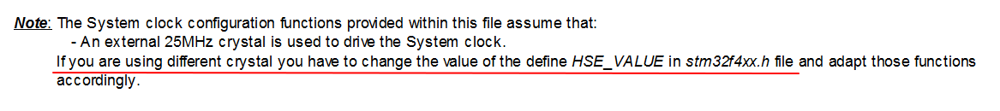 Note: The System clock configuration functions provided within this file assume that:
- An external 25MHz crystal is used to drive the System clock.
If you are using different crystal you have to change the value of the define HSE_VALUE in stm32f4xx.h file and adapt those functions
accordingly.